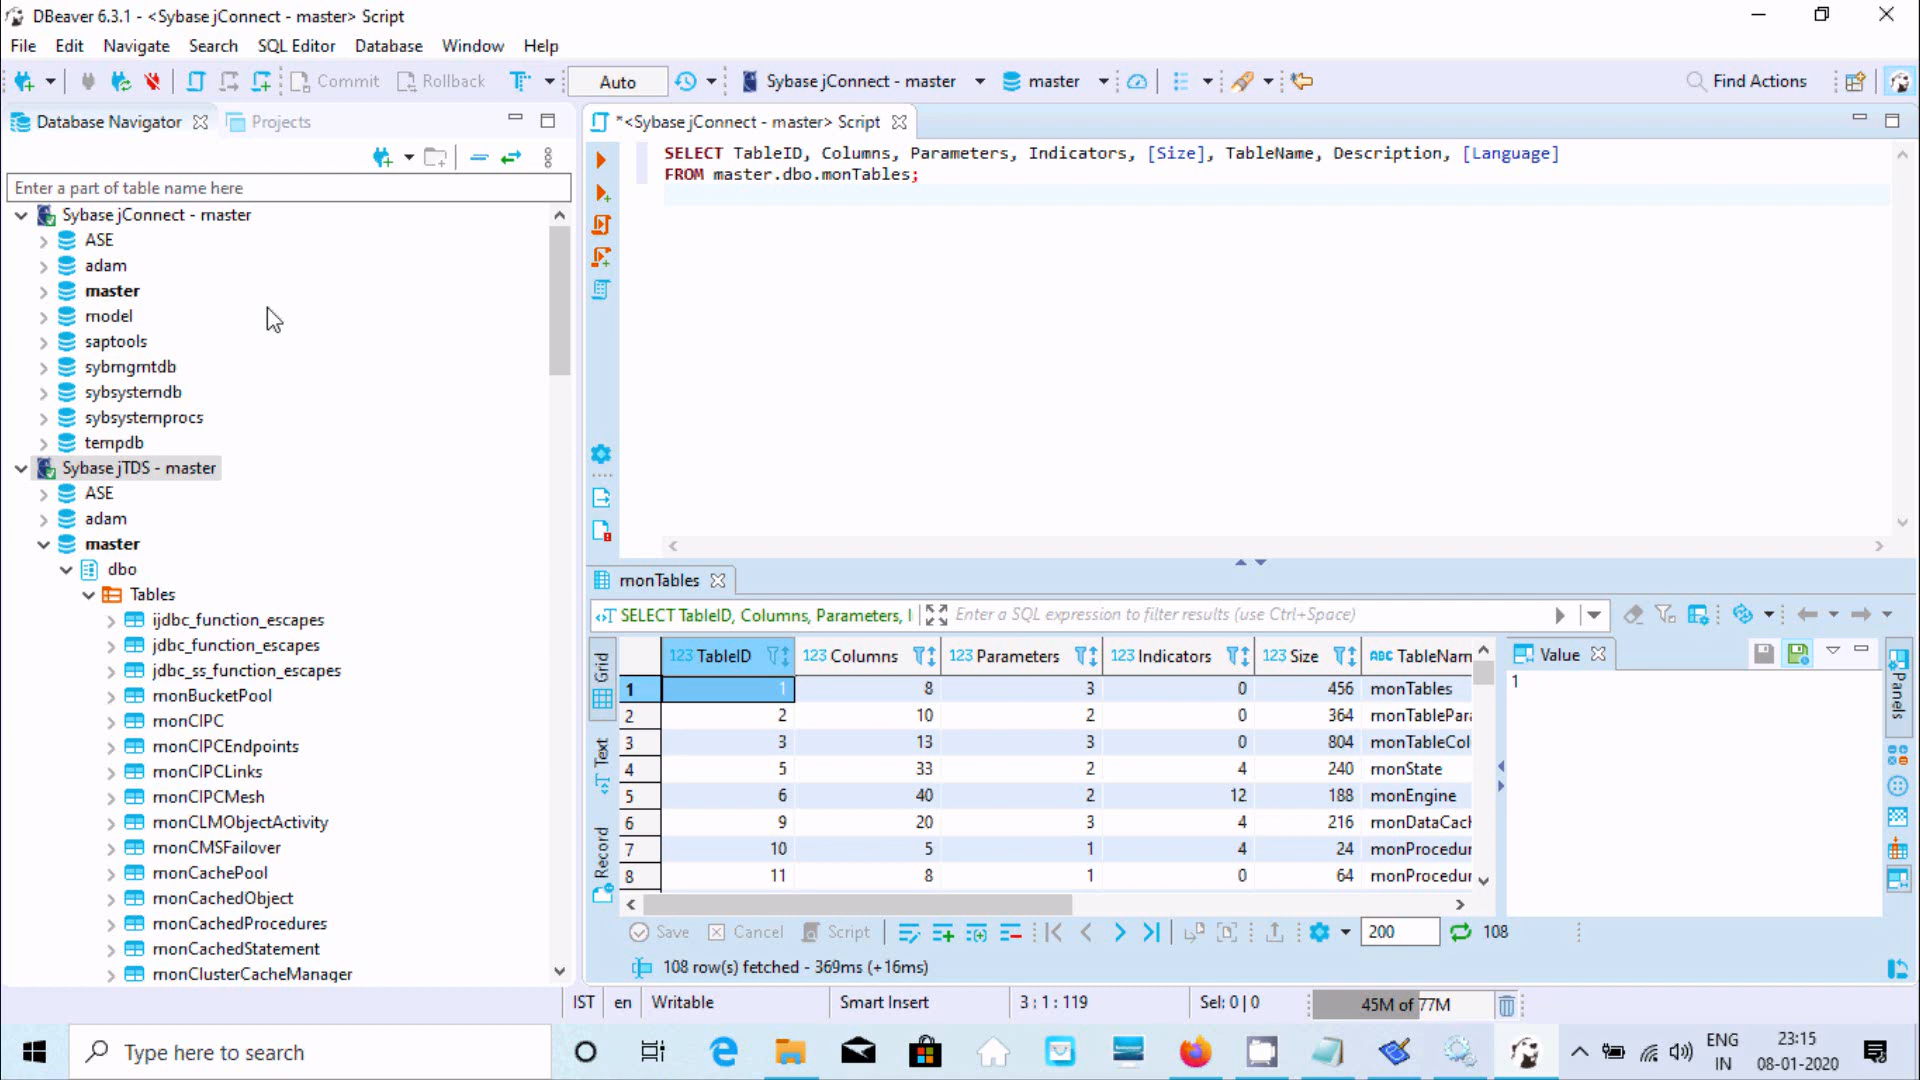 DBeaver 6.3.1 - <Sybase jConnect - master> Script
File Edit Navigate Search SQL Editor Database Window Help
Commit Rollback Auto Sybase jConnect - master master Find Actions
Database Navigator Projects
*<Sybase jConnect - master> Script
Enter a part of table name here
Sybase jConnect - master
ASE
adam
master
model
saptools
sybmgmtdb
sybsystemdb
sybsystemprocs
tempdb
Sybase jTDS - master
ASE
adam
master
dbo
Tables
ijdbc_function_escapes
jdbc_function_escapes
jdbc_ss_function_escapes
monBucketPool
monCIPC
monCIPCEndpoints
monCIPCLinks
monCIPCMesh
monCLMObjectActivity
monCMSFailover
monCachePool
monCachedObject
monCachedProcedures
monCachedStatement
monClusterCacheManager
SELECT TableID, Columns, Parameters, Indicators, [Size], TableName, Description, [Language]
FROM master.dbo.monTables;
monTables
SELECT TableID, Columns, Parameters, I Enter a SQL expression to filter results (use Ctrl+Space)
Grid
Text
Record
123 TableID 123 Columns 123 Parameters 123 Indicators 123 Size ABC TableNam
1 1 8 3 0 456 monTables
2 2 10 2 0 364 monTablePara
3 3 13 3 0 804 monTableCol
4 5 33 2 4 240 monState
5 6 40 2 12 188 monEngine
6 9 20 3 4 216 monDataCach
7 10 5 1 4 24 monProcedur
8 11 8 1 0 64 monProcedur
Value
1
Panels
Save Cancel Script 200 108
108 row(s) fetched - 369ms (+16ms)
IST en Writable Smart Insert 3 : 1 : 119 Sel: 0 | 0 45M of 77M
Type here to search
ENG
IN
23:15
08-01-2020